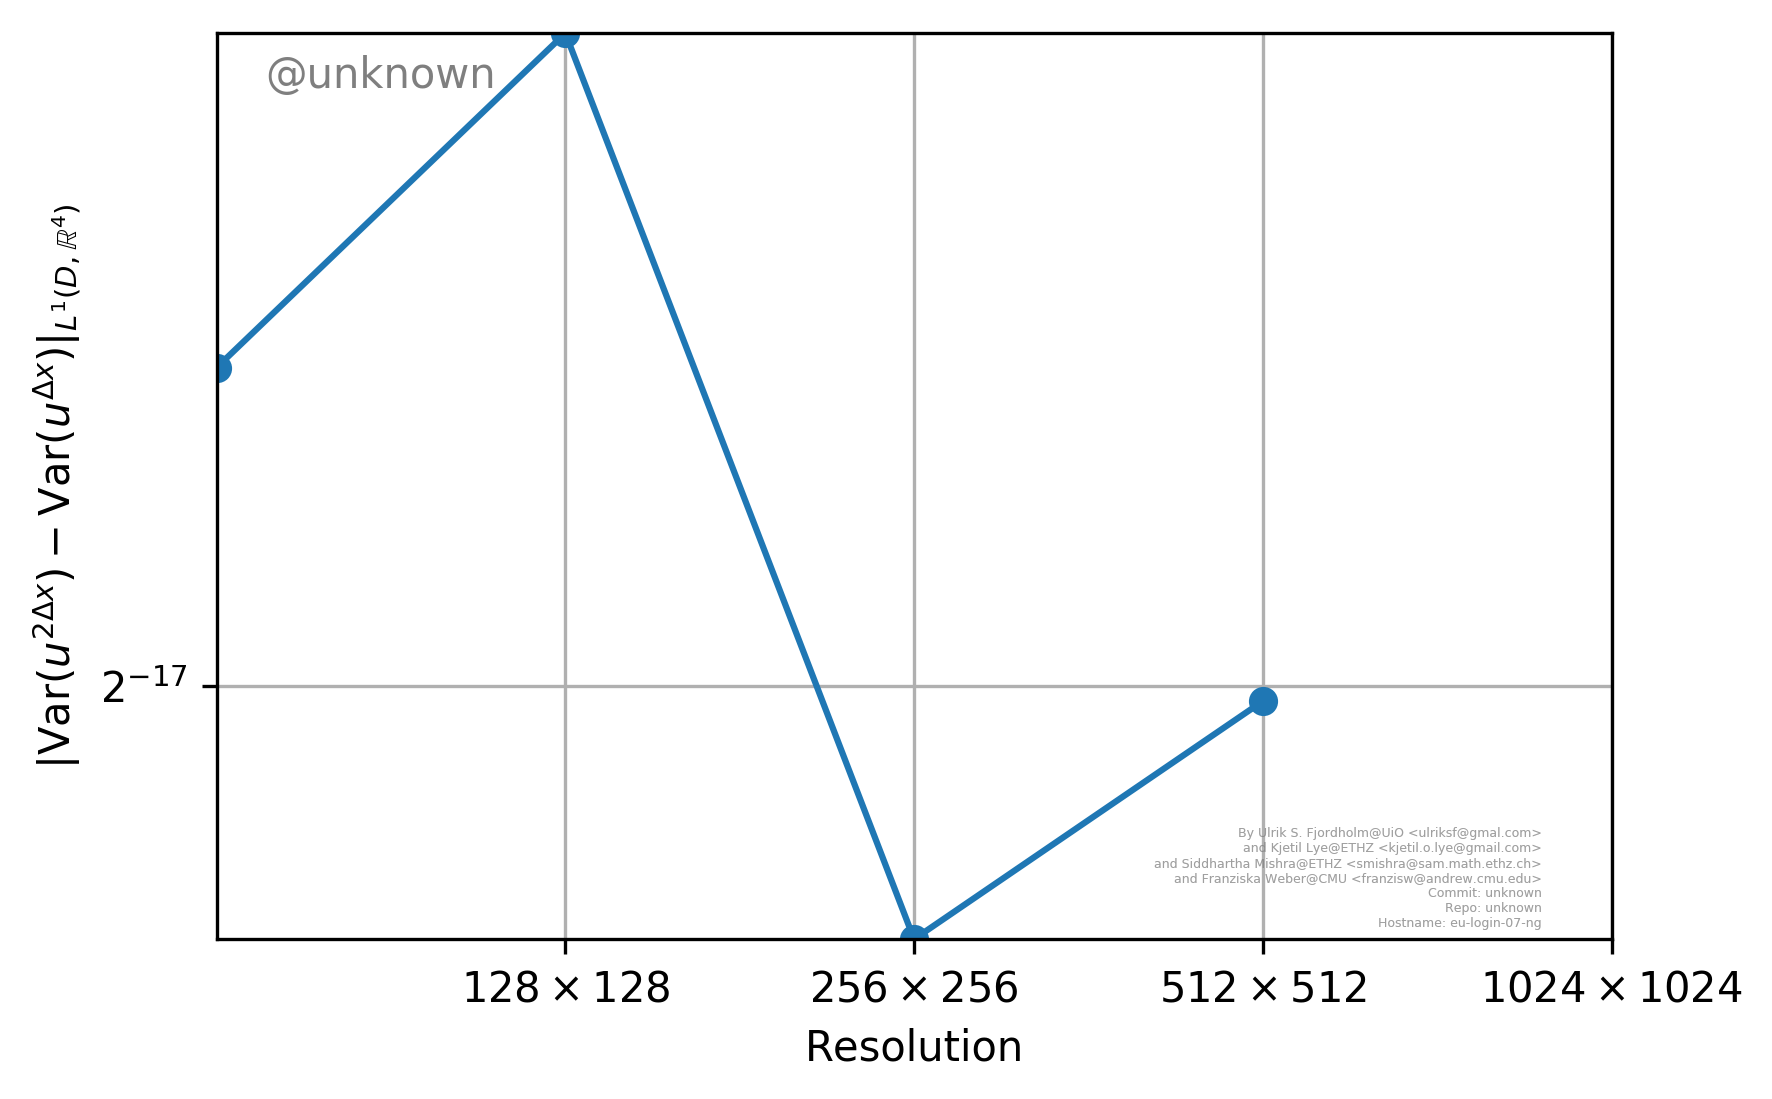 @unknown
|Var(u^{2Δx}) − Var(u^{Δx})|_{L^1(D, ℝ^4)}
2^{−17}
By Ulrik S. Fjordholm@UiO <ulriksf@gmal.com>
and Kjetil Lye@ETHZ <kjetil.o.lye@gmail.com>
and Siddhartha Mishra@ETHZ <smishra@sam.math.ethz.ch>
and Franziska Weber@CMU <franzisw@andrew.cmu.edu>
Commit: unknown
Repo: unknown
Hostname: eu-login-07-ng
128 × 128 256 × 256 512 × 512 1024 × 1024
Resolution